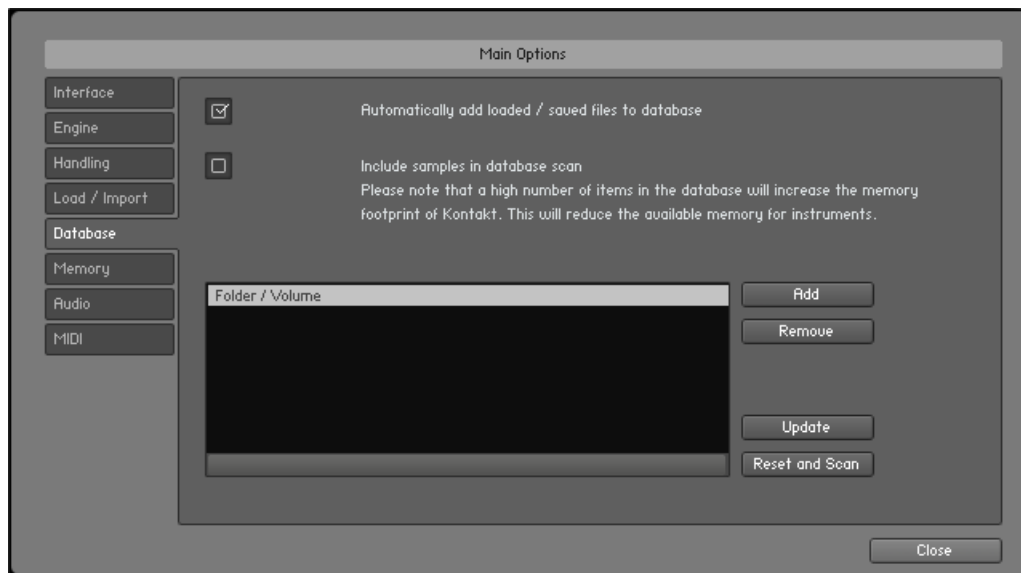 Main Options
Interface
Engine
Handling
Load / Import
Database
Memory
Audio
MIDI
Automatically add loaded / saved files to database
Include samples in database scan
Please note that a high number of items in the database will increase the memory
footprint of Kontakt. This will reduce the available memory for instruments.
Folder / Volume
Add
Remove
Update
Reset and Scan
Close